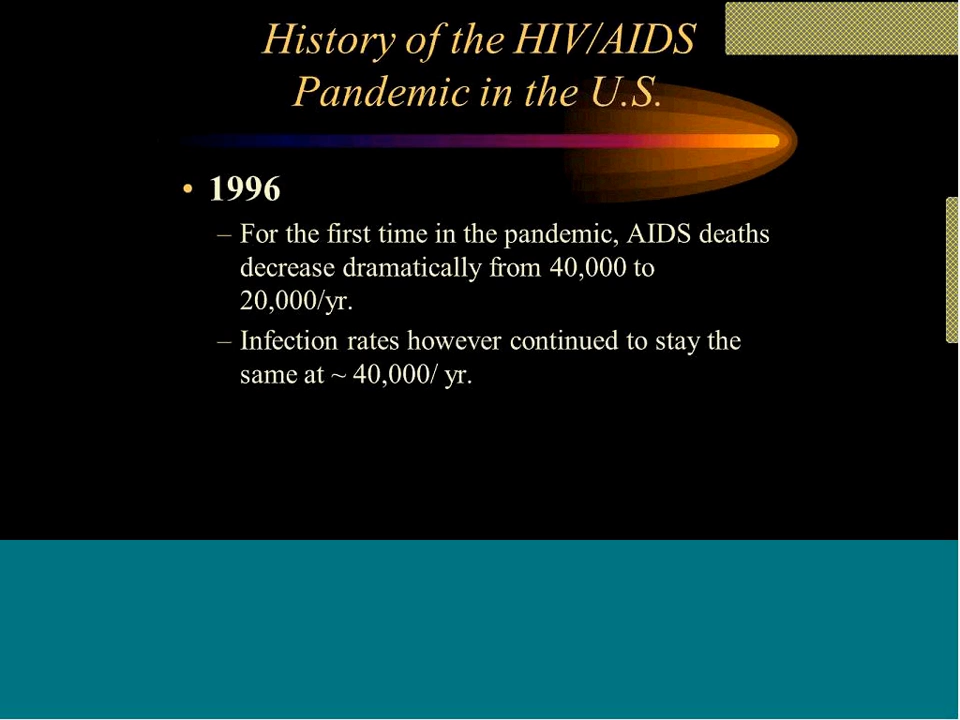 History of the HIV/AIDS
Pandemic in the U.S.
• 1996
– For the first time in the pandemic, AIDS deaths
decrease dramatically from 40,000 to
20,000/yr.
– Infection rates however continued to stay the
same at ~ 40,000/ yr.